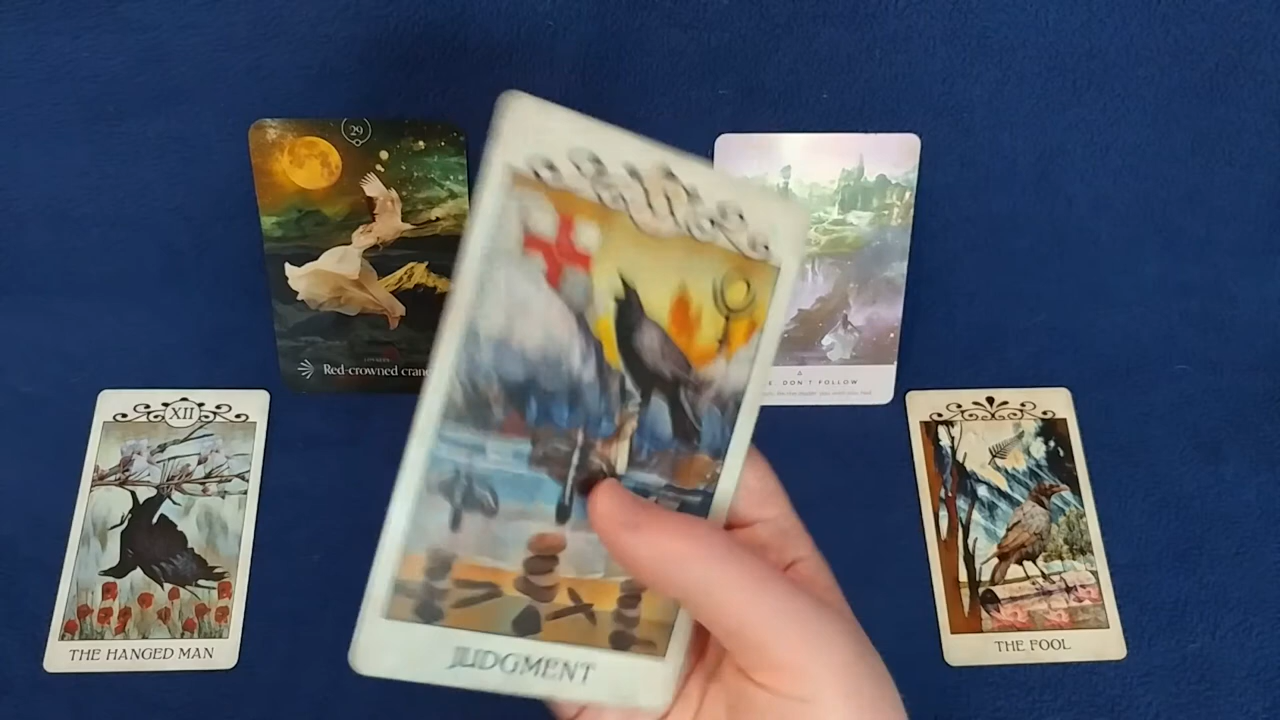 29
Red-crowned crane
E. DON'T FOLLOW
XII
THE HANGED MAN
JUDGMENT
THE FOOL